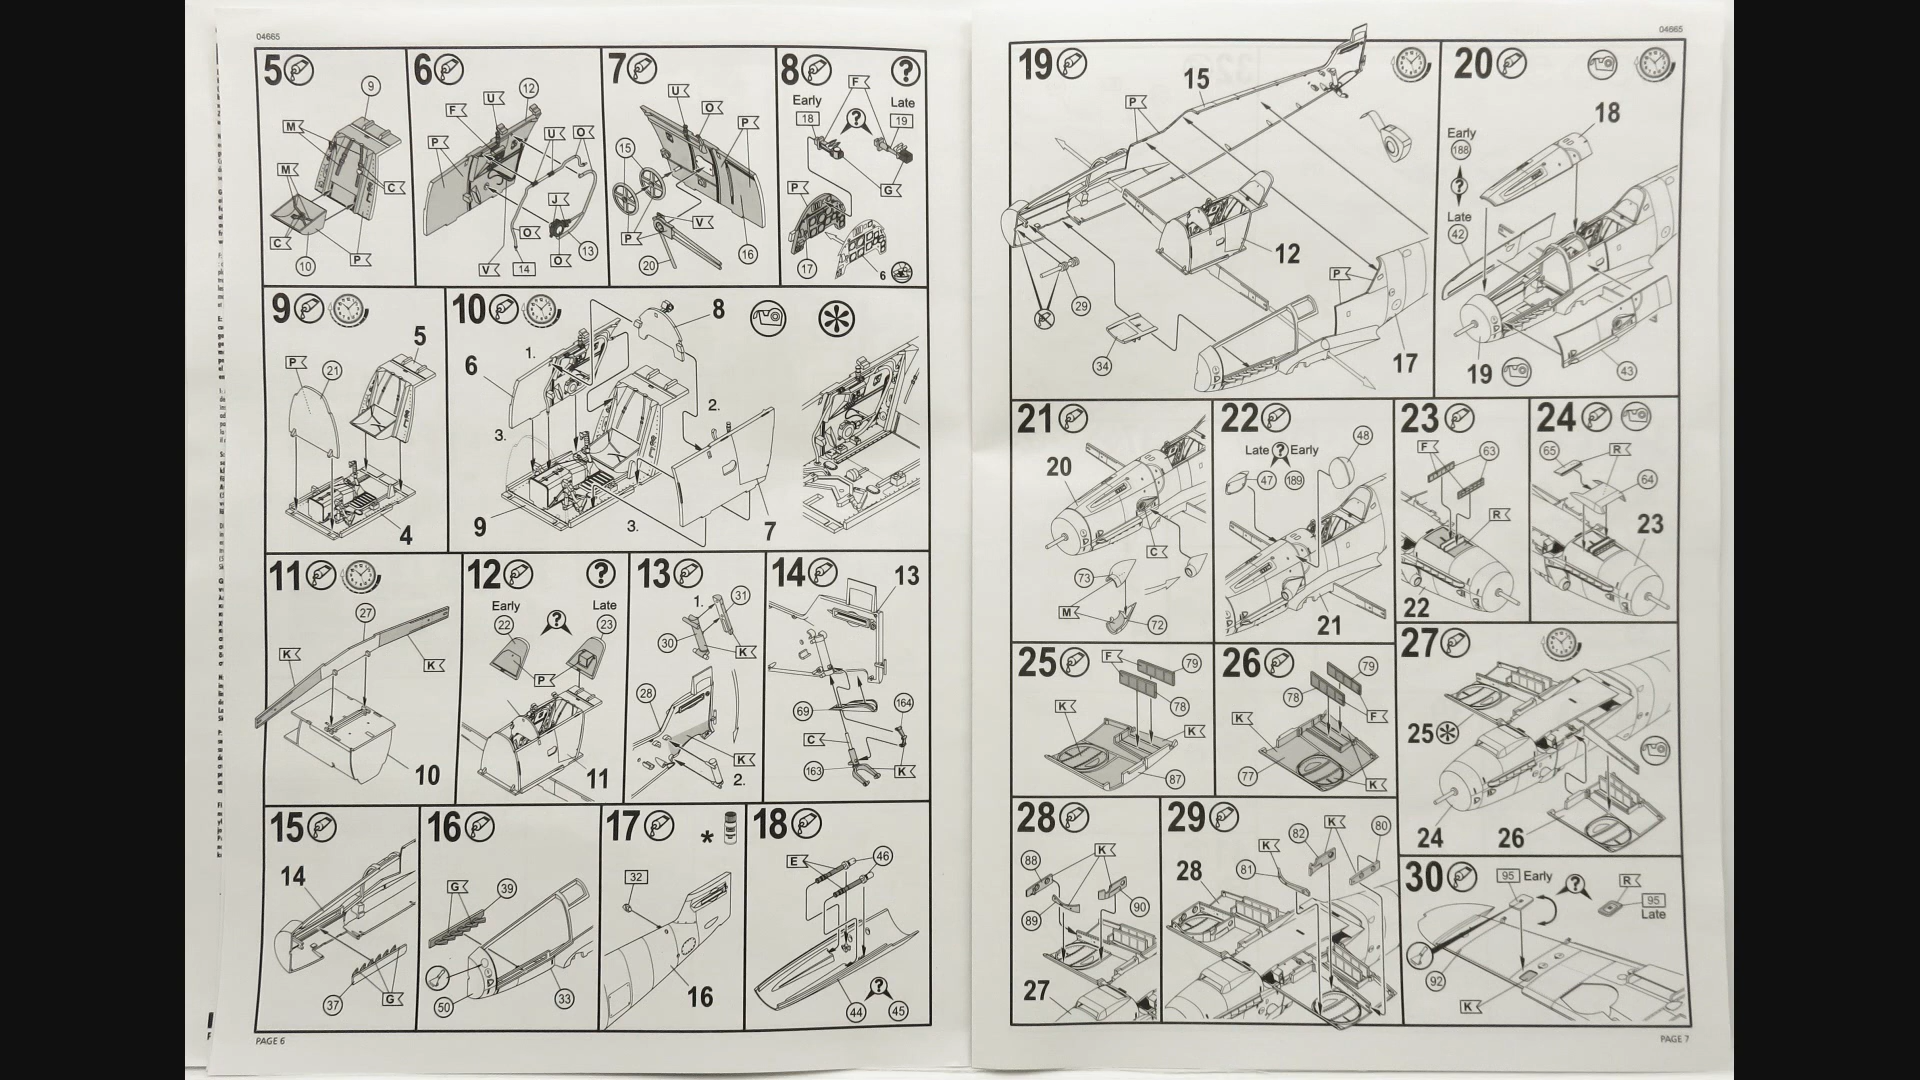 04665
5
9
M
M
C
C
10
P
6
U
12
F
P
U
O
J
O
V
14
O
13
7
U
O
P
15
V
P
20
16
8
F
Early
Late
18
?
19
P
G
17
6
9
5
P
21
4
10
8
1.
6
2.
3.
9
3.
7
11
27
K
K
10
12
Early
Late
22
?
23
P
11
13
1.
31
30
K
28
K
2.
14
13
69
164
C
163
K
15
14
37
G
16
G
39
50
33
17
*
32
16
18
E
46
44
?
45
PAGE 6
04665
19
15
P
12
29
34
P
17
20
18
Early
188
?
Late
42
19
43
21
20
C
73
M
72
22
Late ? Early
48
47
189
21
23
F
63
R
22
24
65
R
64
23
25
F
79
78
K
K
87
26
79
78
F
K
77
K
27
25
24
26
28
88
K
89
90
27
29
K
82
80
K
81
28
30
95 Early
?
R
95
Late
92
K
PAGE 7